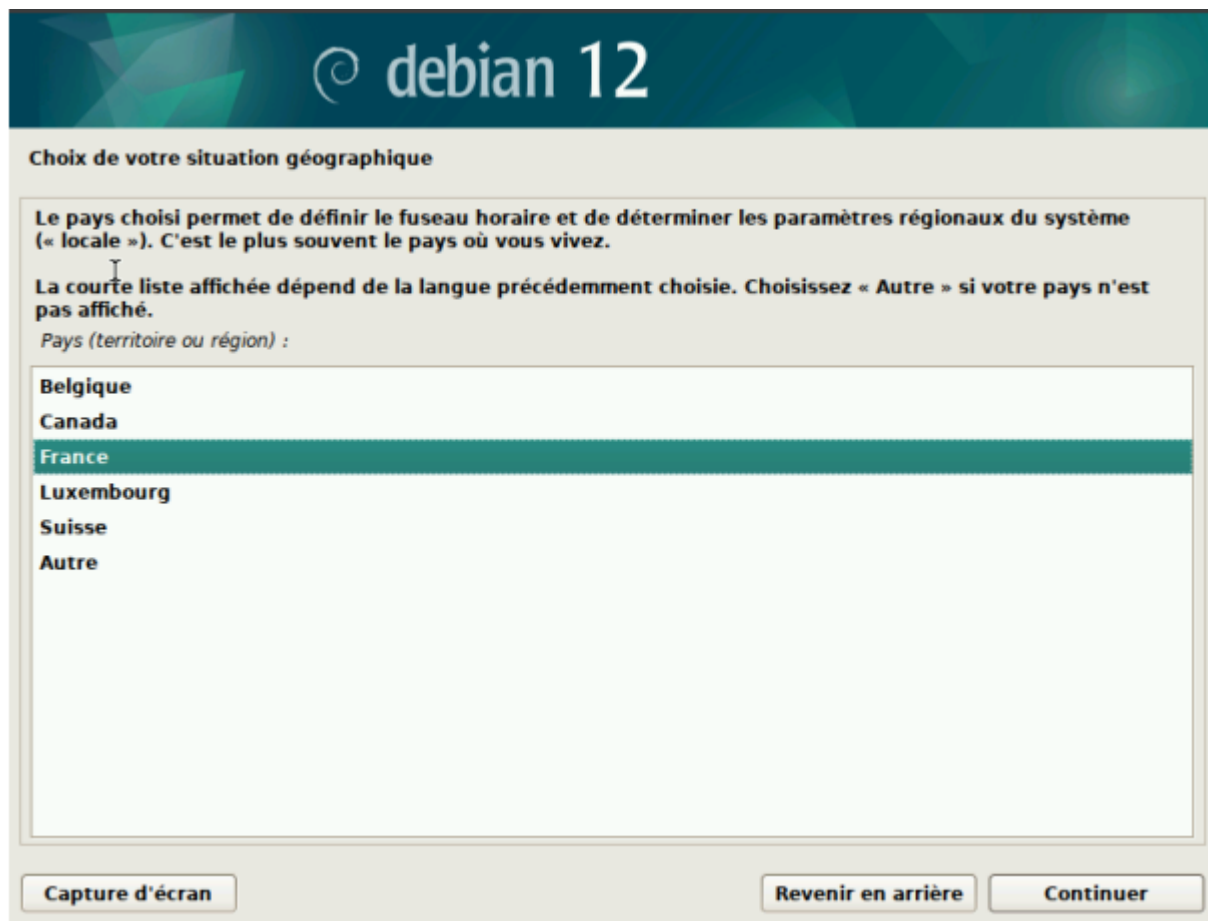 debian 12
Choix de votre situation géographique
Le pays choisi permet de définir le fuseau horaire et de déterminer les paramètres régionaux du système
(« locale »). C'est le plus souvent le pays où vous vivez.
La courte liste affichée dépend de la langue précédemment choisie. Choisissez « Autre » si votre pays n'est
pas affiché.
Pays (territoire ou région) :
Belgique
Canada
France
Luxembourg
Suisse
Autre
Capture d'écran
Revenir en arrière
Continuer